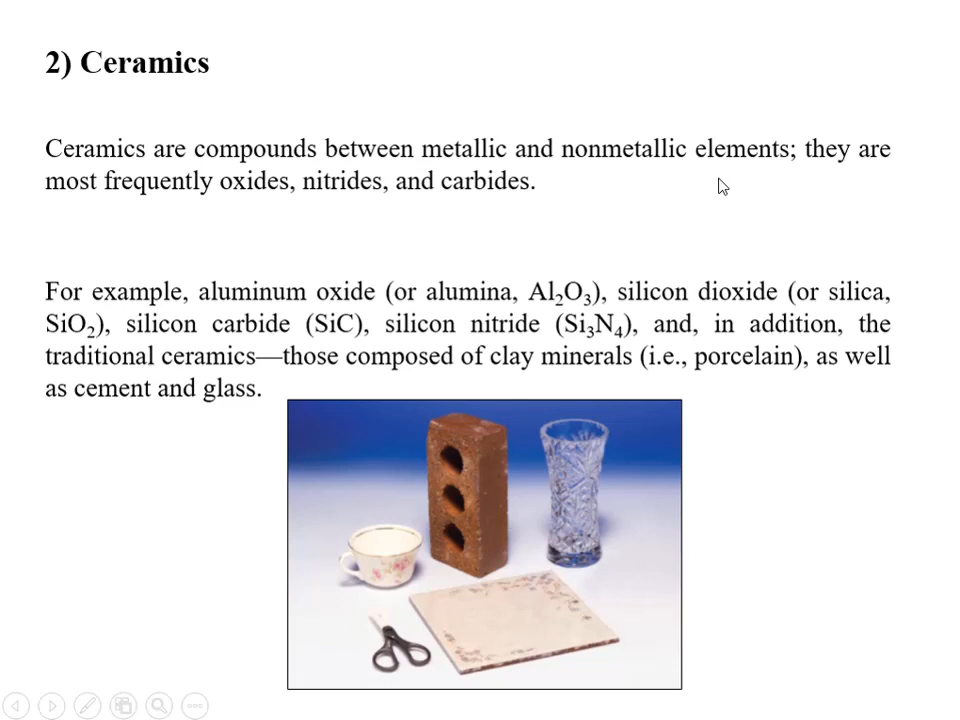 2) Ceramics
Ceramics are compounds between metallic and nonmetallic elements; they are
most frequently oxides, nitrides, and carbides.
For example, aluminum oxide (or alumina, Al₂O₃), silicon dioxide (or silica,
SiO₂), silicon carbide (SiC), silicon nitride (Si₃N₄), and, in addition, the
traditional ceramics—those composed of clay minerals (i.e., porcelain), as well
as cement and glass.